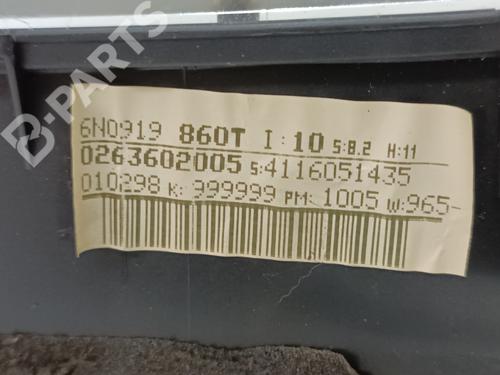 B-PARTS
6N0919 860T I:10 S:8.2 H:11
0263602005 S:4116051435
010298 K: 999999 PM: 1005 W:965-